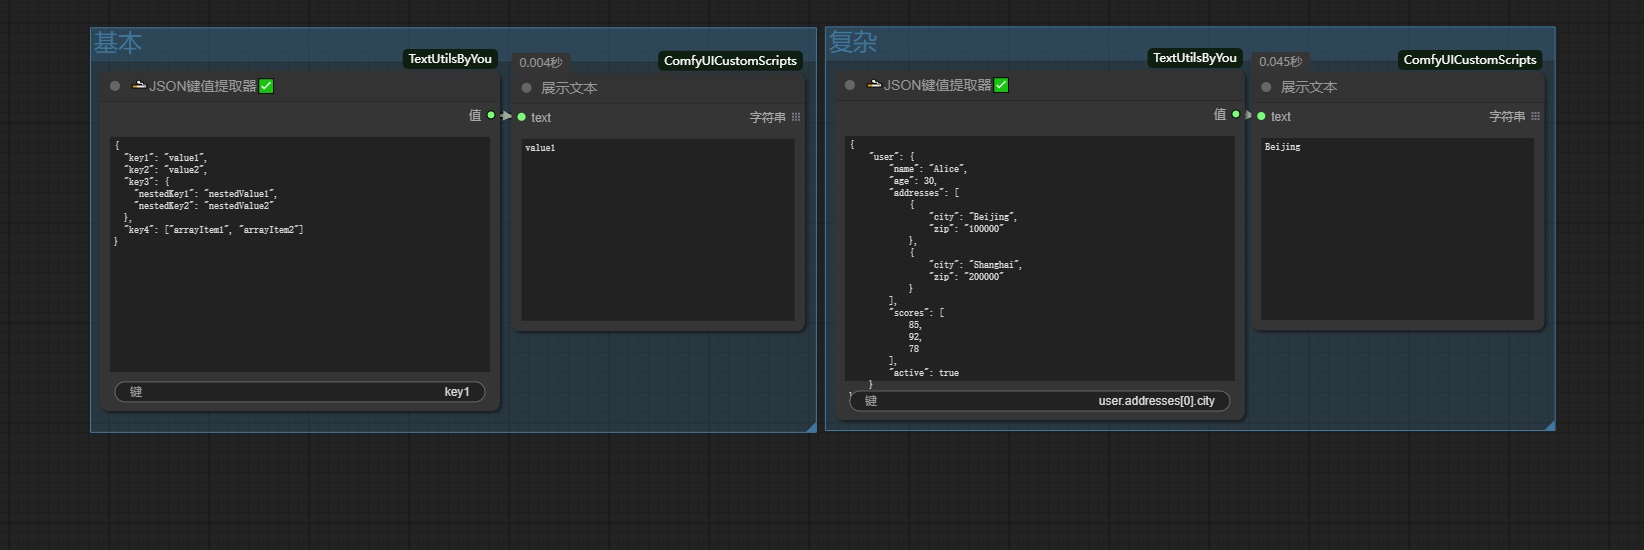 基本
TextUtilsByYou
JSON键值提取器✅
值
{
  "key1": "value1",
  "key2": "value2",
  "key3": {
    "nestedKey1": "nestedValue1",
    "nestedKey2": "nestedValue2"
  },
  "key4": ["arrayItem1", "arrayItem2"]
}
键 key1
0.004秒
ComfyUICustomScripts
展示文本
text 字符串
value1
复杂
TextUtilsByYou
JSON键值提取器✅
值
{
    "user": {
        "name": "Alice",
        "age": 30,
        "addresses": [
            {
                "city": "Beijing",
                "zip": "100000"
            },
            {
                "city": "Shanghai",
                "zip": "200000"
            }
        ],
        "scores": [
            85,
            92,
            78
        ],
        "active": true
    }
}
键 user.addresses[0].city
0.045秒
ComfyUICustomScripts
展示文本
text 字符串
Beijing